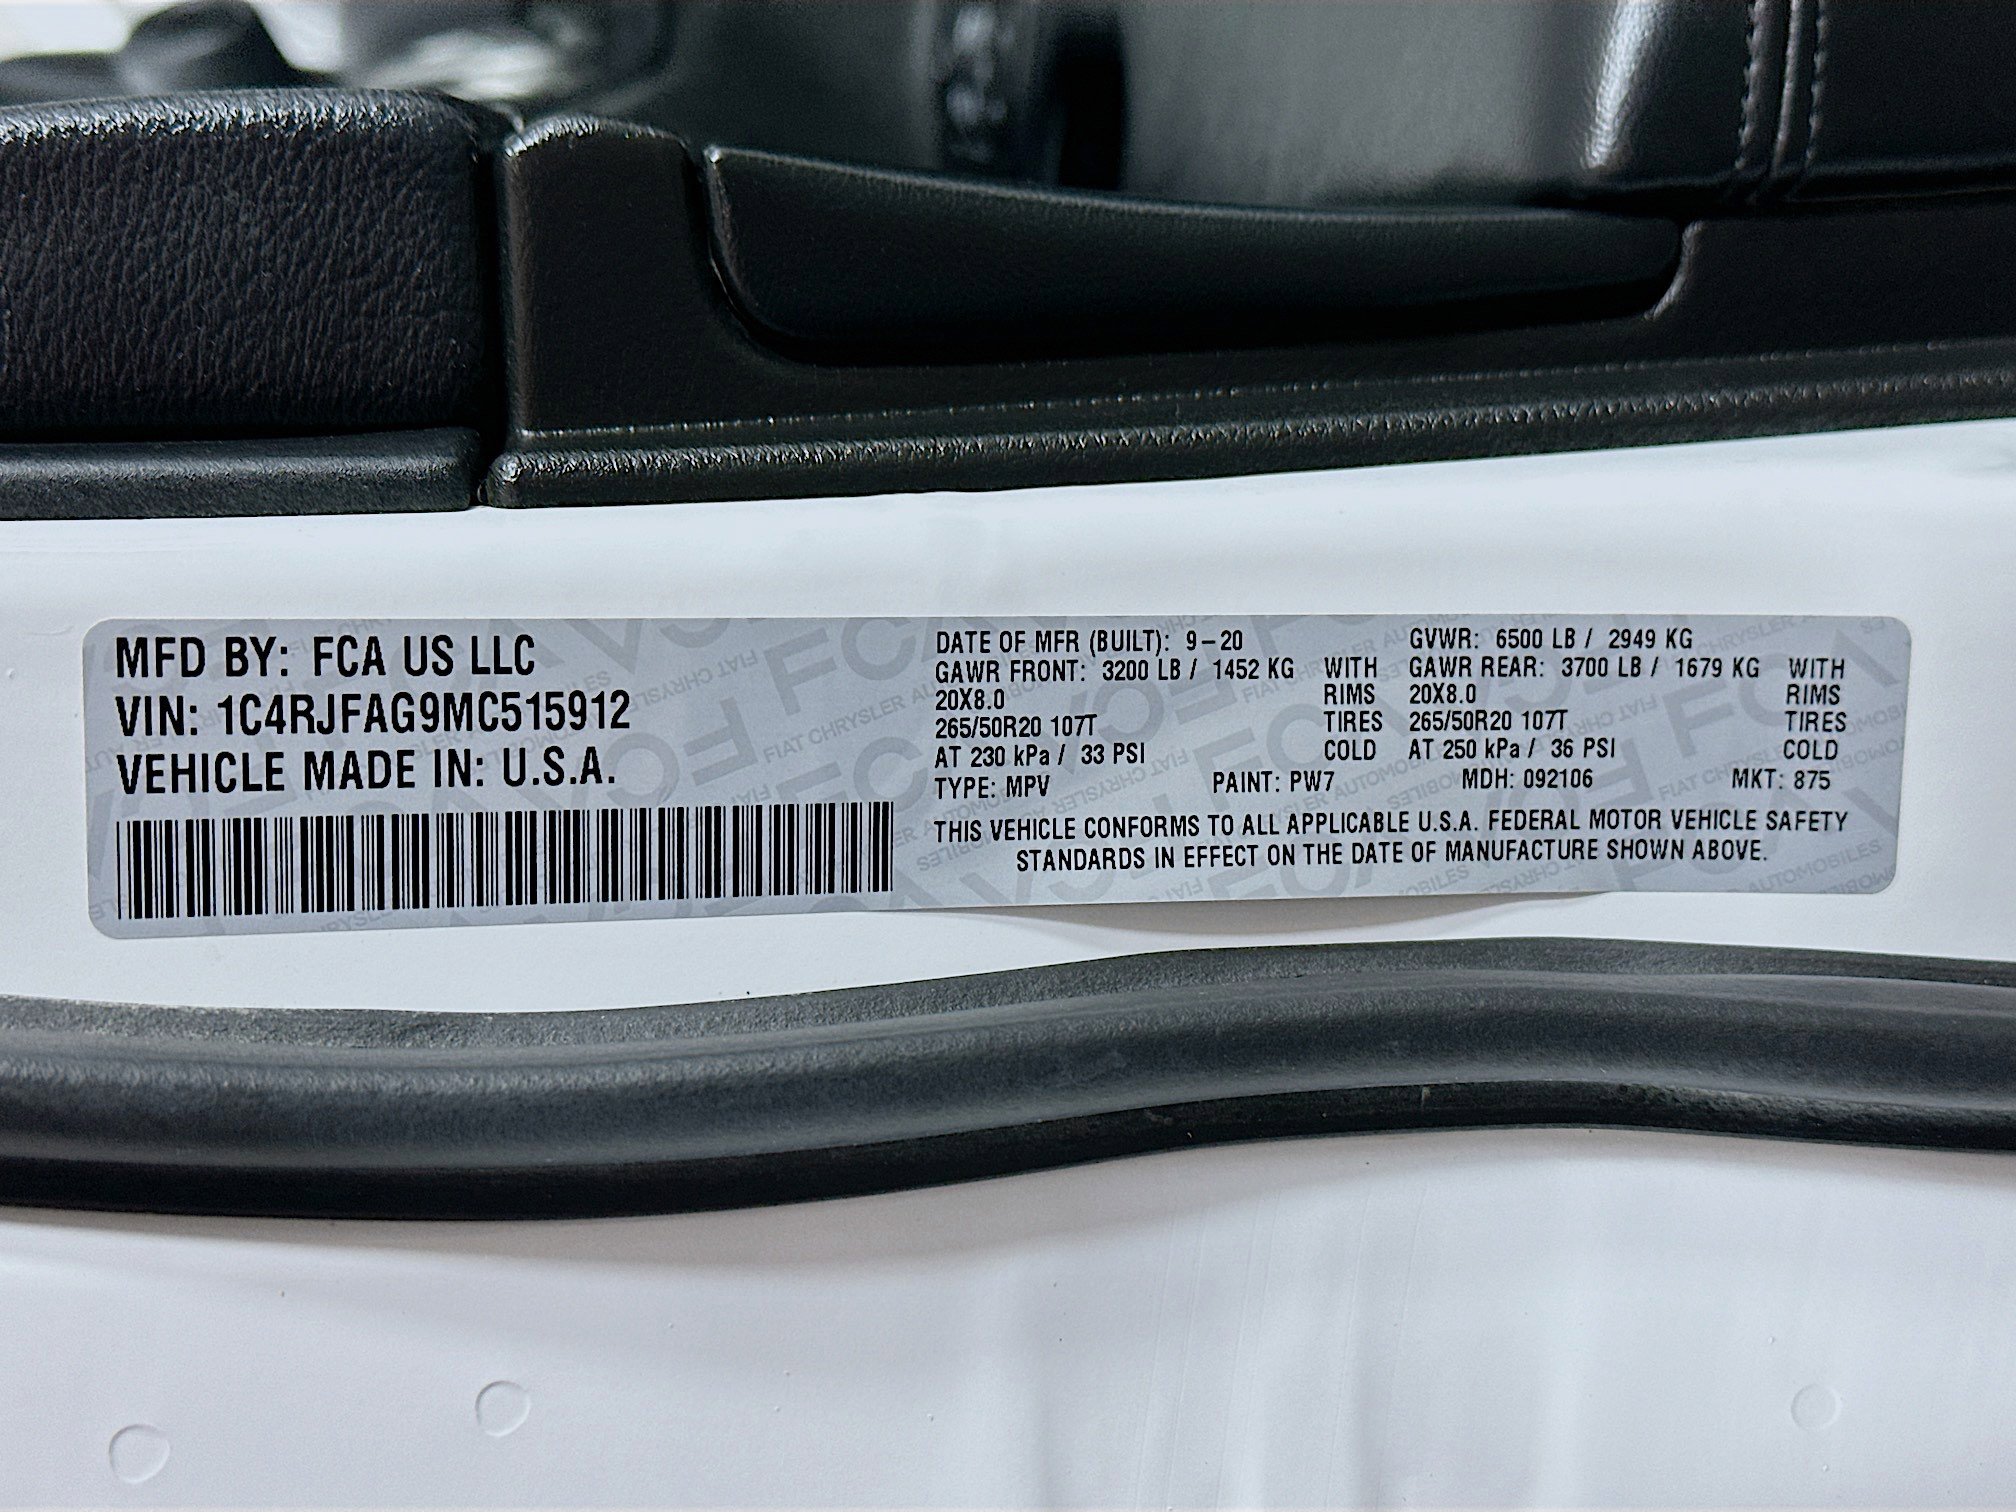 MFD BY: FCA US LLC
VIN: 1C4RJFAG9MC515912
VEHICLE MADE IN: U.S.A.
DATE OF MFR (BUILT): 9-20 GVWR: 6500 LB / 2949 KG
GAWR FRONT: 3200 LB / 1452 KG WITH GAWR REAR: 3700 LB / 1679 KG WITH
20X8.0 RIMS 20X8.0 RIMS
265/50R20 107T TIRES 265/50R20 107T TIRES
AT 230 kPa / 33 PSI COLD AT 250 kPa / 36 PSI COLD
TYPE: MPV PAINT: PW7 MDH: 092106 MKT: 875
THIS VEHICLE CONFORMS TO ALL APPLICABLE U.S.A. FEDERAL MOTOR VEHICLE SAFETY
STANDARDS IN EFFECT ON THE DATE OF MANUFACTURE SHOWN ABOVE.